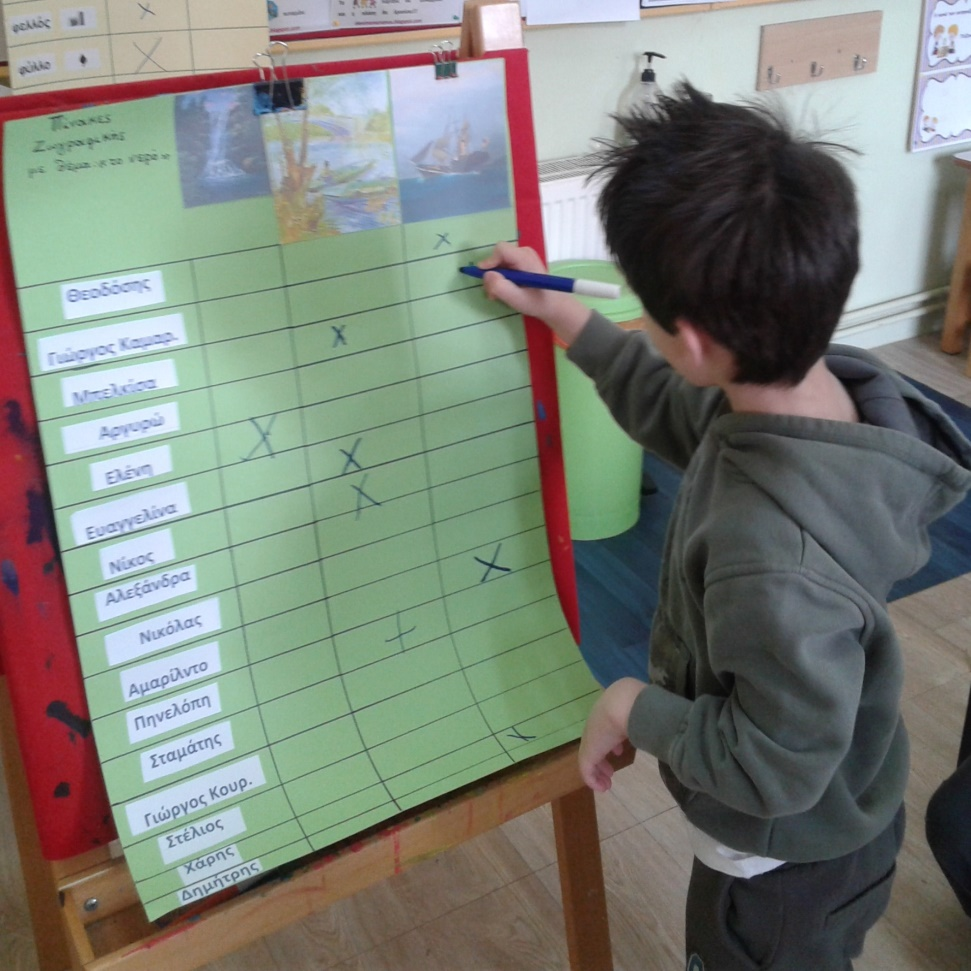 φελλός
φύλλο
Πίνακες
Ζωγραφικής
με θέμα «το νερό»
Θεοδόσης
Γιώργος Καμαρ.
Μπελκίσα
Αργυρώ
Ελένη
Ευαγγελίνα
Νίκος
Αλεξάνδρα
Νικόλας
Αμαρίλντο
Πηνελόπη
Σταμάτης
Γιώργος Κουρ.
Στέλιος
Χάρης
Δημήτρης